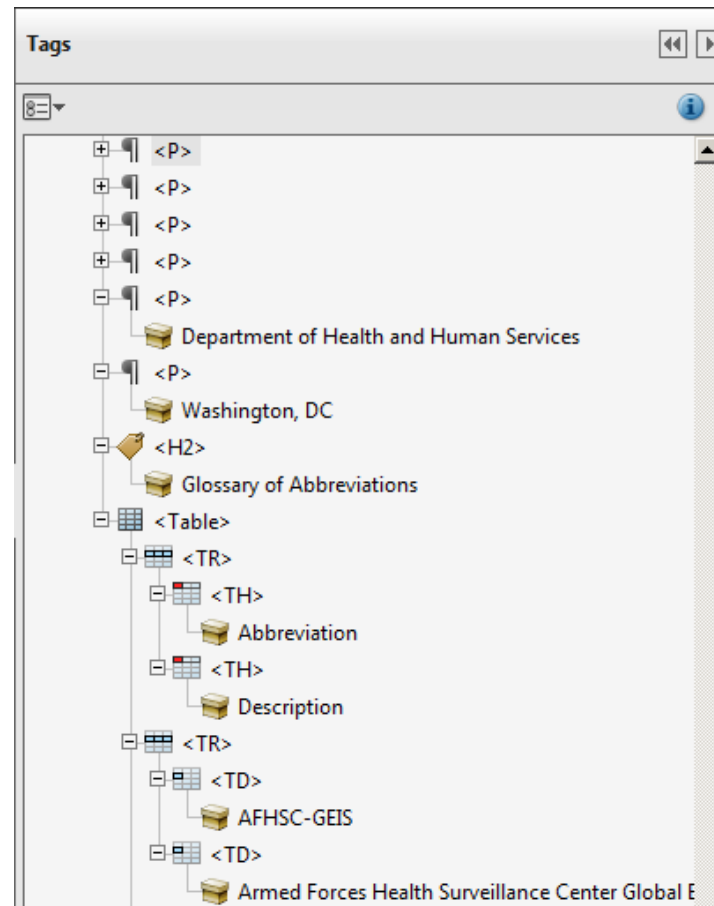 Tags
<P>
<P>
<P>
<P>
<P>
Department of Health and Human Services
<P>
Washington, DC
<H2>
Glossary of Abbreviations
<Table>
<TR>
<TH>
Abbreviation
<TH>
Description
<TR>
<TD>
AFHSC-GEIS
<TD>
Armed Forces Health Surveillance Center Global E